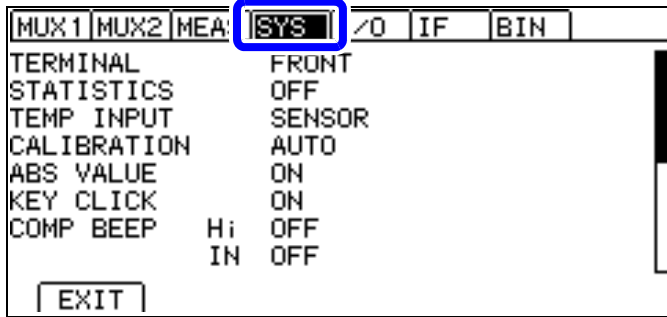 MUX1 MUX2 MEA SYS /O IF BIN
TERMINAL FRONT
STATISTICS OFF
TEMP INPUT SENSOR
CALIBRATION AUTO
ABS VALUE ON
KEY CLICK ON
COMP BEEP Hi OFF
IN OFF
EXIT